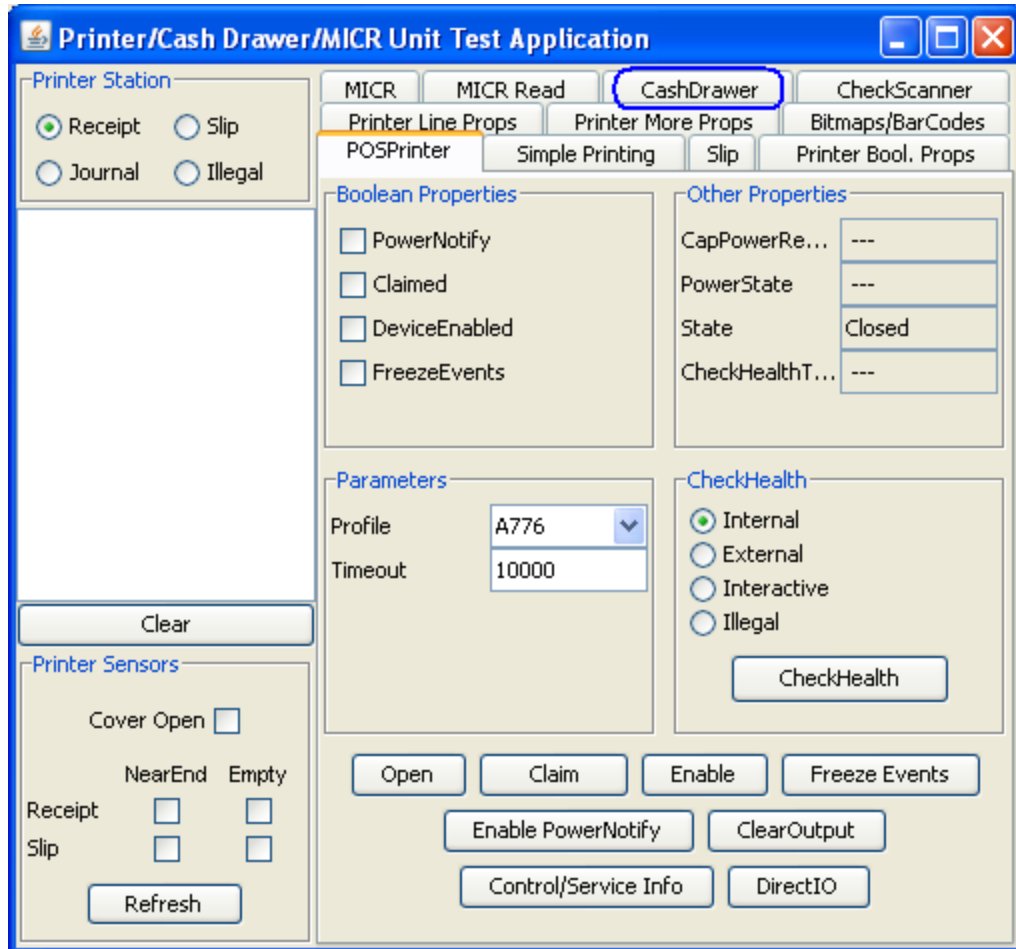 Printer/Cash Drawer/MICR Unit Test Application
Printer Station
Receipt
Slip
Journal
Illegal
Clear
Printer Sensors
Cover Open
NearEnd Empty
Receipt
Slip
Refresh
MICR
MICR Read
CashDrawer
CheckScanner
Printer Line Props
Printer More Props
Bitmaps/BarCodes
POSPrinter
Simple Printing
Slip
Printer Bool. Props
Boolean Properties
PowerNotify
Claimed
DeviceEnabled
FreezeEvents
Other Properties
CapPowerRe... ---
PowerState ---
State Closed
CheckHealthT... ---
Parameters
Profile A776
Timeout 10000
CheckHealth
Internal
External
Interactive
Illegal
CheckHealth
Open
Claim
Enable
Freeze Events
Enable PowerNotify
ClearOutput
Control/Service Info
DirectIO